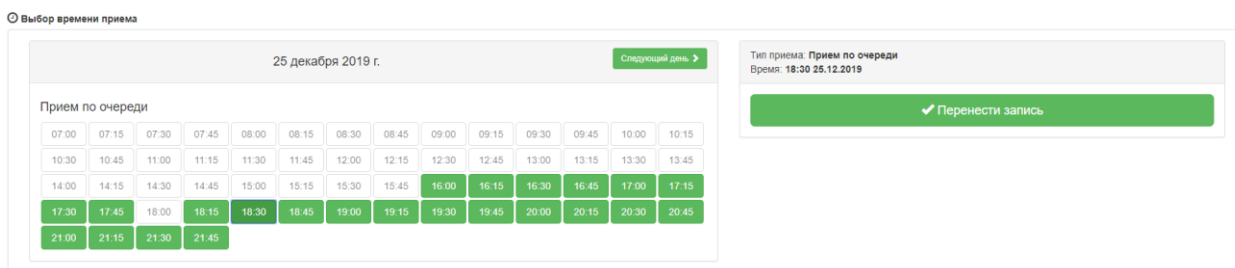 Выбор времени приема
25 декабря 2019 г.
Следующий день
Прием по очереди
07:00 07:15 07:30 07:45 08:00 08:15 08:30 08:45 09:00 09:15 09:30 09:45 10:00 10:15
10:30 10:45 11:00 11:15 11:30 11:45 12:00 12:15 12:30 12:45 13:00 13:15 13:30 13:45
14:00 14:15 14:30 14:45 15:00 15:15 15:30 15:45 16:00 16:15 16:30 16:45 17:00 17:15
17:30 17:45 18:00 18:15 18:30 18:45 19:00 19:15 19:30 19:45 20:00 20:15 20:30 20:45
21:00 21:15 21:30 21:45
Тип приема: Прием по очереди
Время: 18:30 25.12.2019
Перенести запись